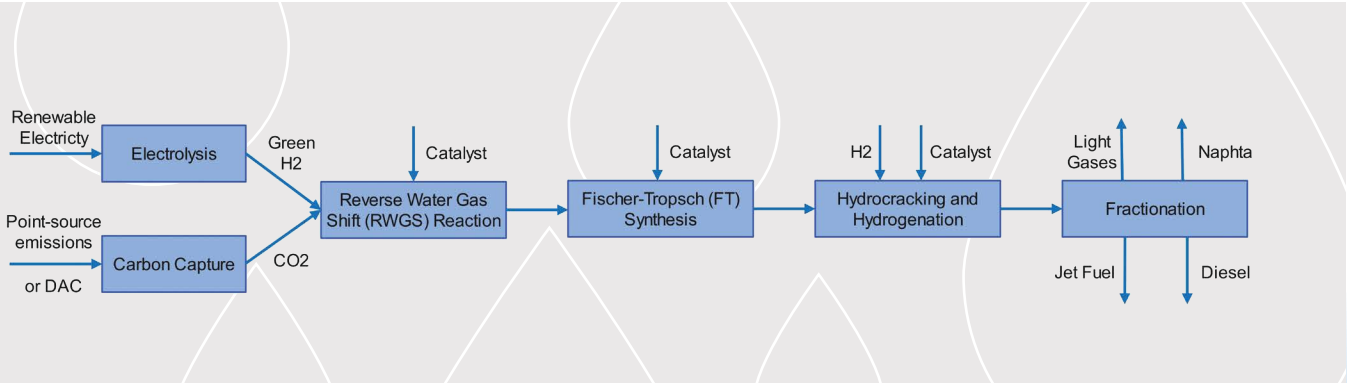 Renewable
Electricty
Electrolysis
Green
H2
Point-source
emissions
or DAC
Carbon Capture
CO2
Catalyst
Reverse Water Gas
Shift (RWGS) Reaction
Catalyst
Fischer-Tropsch (FT)
Synthesis
H2
Catalyst
Hydrocracking and
Hydrogenation
Light
Gases
Naphta
Fractionation
Jet Fuel
Diesel